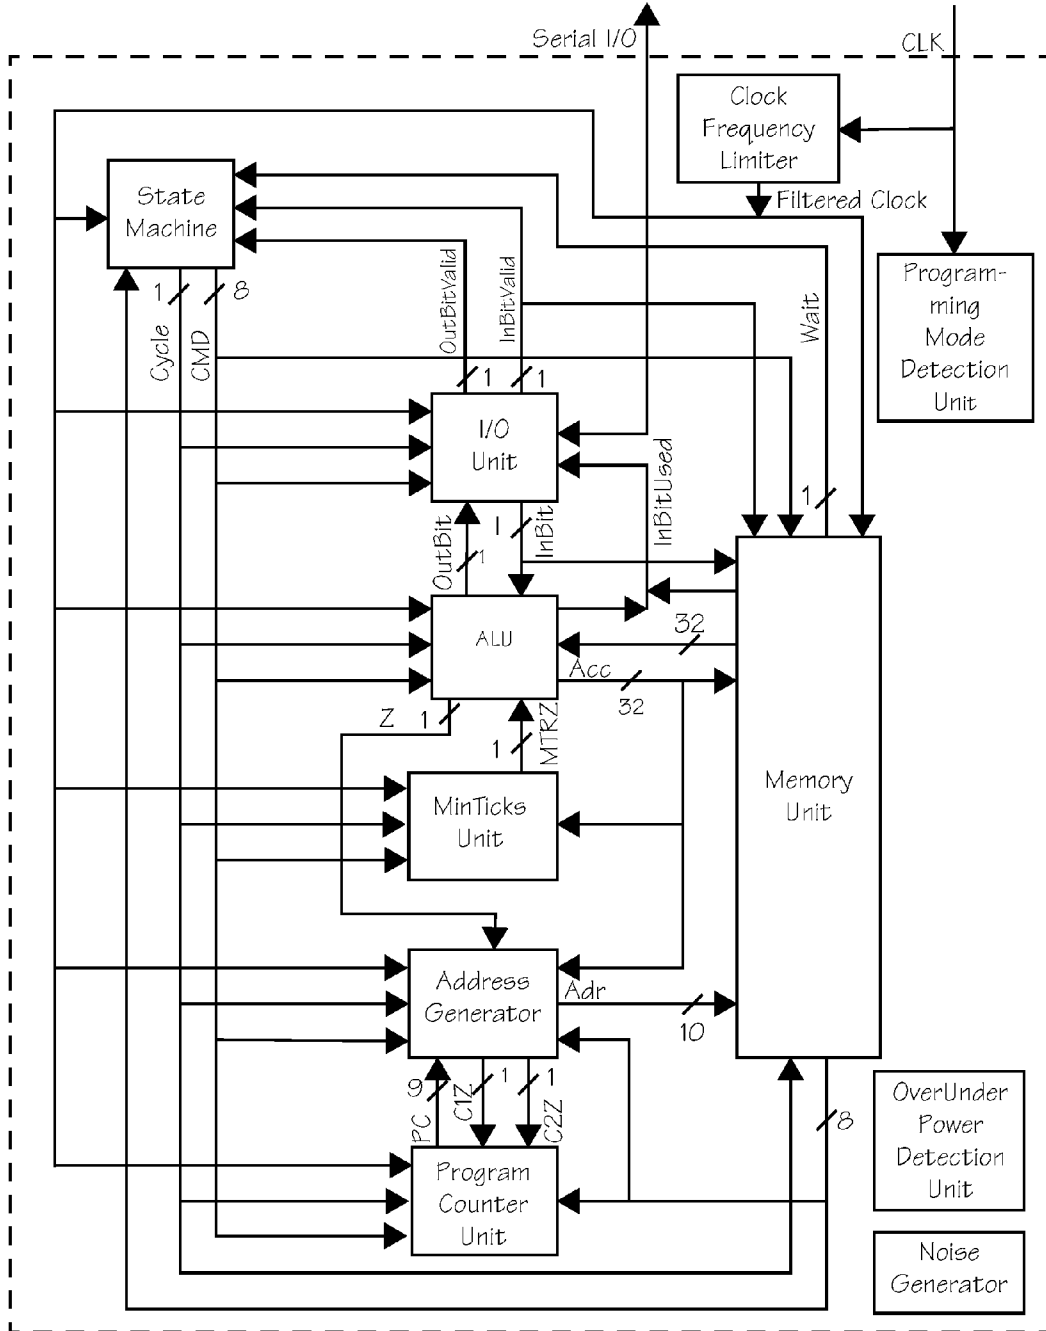 Serial I/O
CLK
Clock
Frequency
Limiter
Filtered Clock
State
Machine
1
8
Cycle
CMD
OutBitValid
InBitValid
1
1
Wait
1
Program-
ming
Mode
Detection
Unit
I/O
Unit
InBitUsed
OutBit
1
1
InBit
ALU
32
Acc
32
Z
1
1
MTRZ
MinTicks
Unit
Memory
Unit
Address
Generator
Adr
10
9
PC
C1Z
1
1
C2Z
8
Program
Counter
Unit
OverUnder
Power
Detection
Unit
Noise
Generator